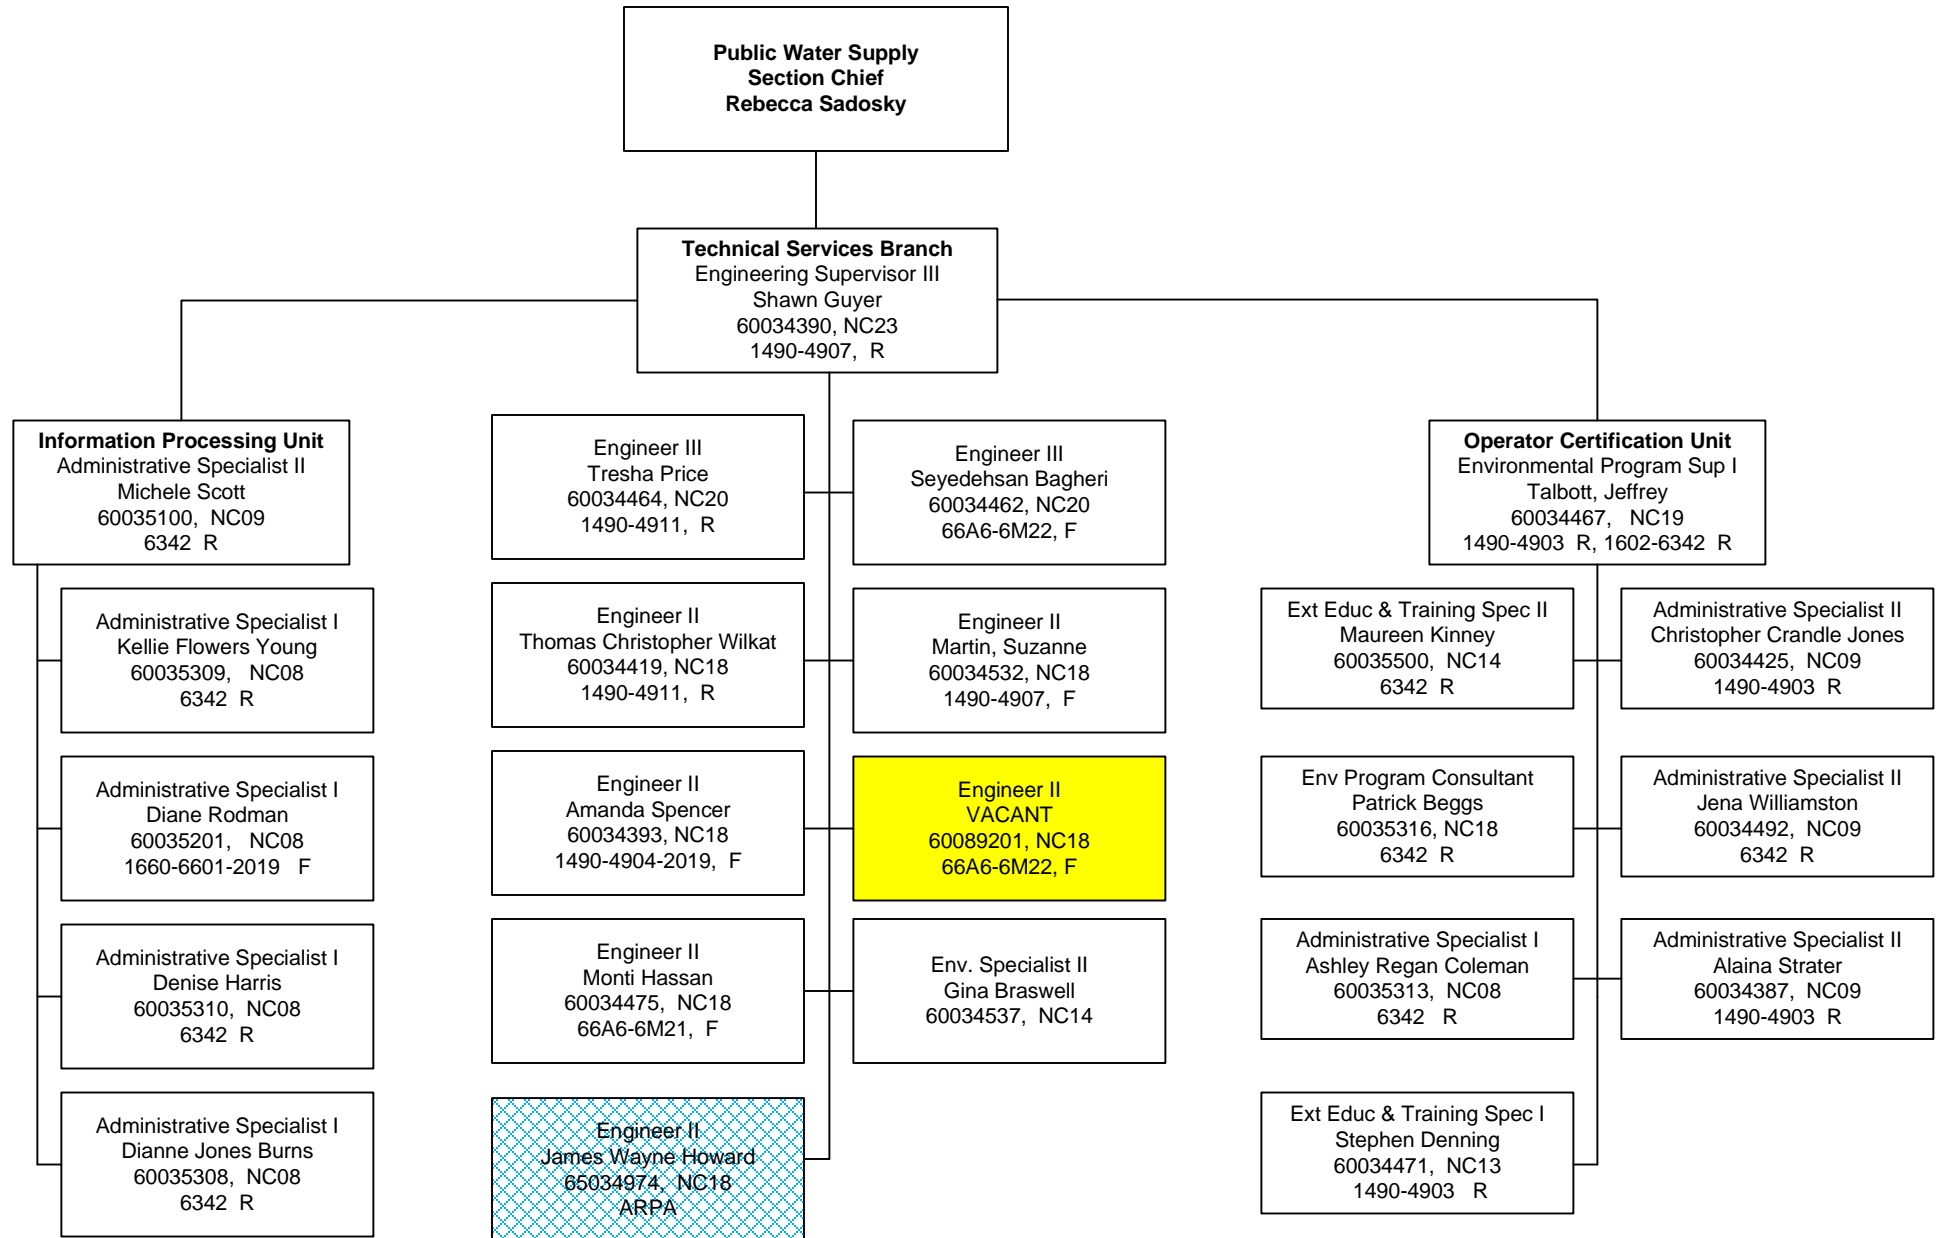 Public Water Supply
Section Chief
Rebecca Sadosky
Technical Services Branch
Engineering Supervisor III
Shawn Guyer
60034390, NC23
1490-4907,  R
Information Processing Unit
Administrative Specialist II
Michele Scott
60035100,  NC09
6342  R
Administrative Specialist I
Kellie Flowers Young
60035309,   NC08
6342  R
Administrative Specialist I
Diane Rodman
60035201,  NC08
1660-6601-2019   F
Administrative Specialist I
Denise Harris
60035310,  NC08
6342  R
Administrative Specialist I
Dianne Jones Burns
60035308,  NC08
6342  R
Engineer III
Tresha Price
60034464, NC20
1490-4911,  R
Engineer III
Seyedehsan Bagheri
60034462, NC20
66A6-6M22, F
Engineer II
Thomas Christopher Wilkat
60034419, NC18
1490-4911,  R
Engineer II
Martin, Suzanne
60034532, NC18
1490-4907,  F
Engineer II
Amanda Spencer
60034393, NC18
1490-4904-2019,  F
Engineer II
VACANT
60089201, NC18
66A6-6M22, F
Engineer II
Monti Hassan
60034475,  NC18
66A6-6M21,  F
Env. Specialist II
Gina Braswell
60034537,  NC14
Engineer II
James Wayne Howard
65034974,  NC18
ARPA
Operator Certification Unit
Environmental Program Sup I
Talbott, Jeffrey
60034467,   NC19
1490-4903  R, 1602-6342  R
Ext Educ & Training Spec II
Maureen Kinney
60035500,  NC14
6342  R
Administrative Specialist II
Christopher Crandle Jones
60034425,  NC09
1490-4903  R
Env Program Consultant
Patrick Beggs
60035316, NC18
6342  R
Administrative Specialist II
Jena Williamston
60034492,  NC09
6342  R
Administrative Specialist I
Ashley Regan Coleman
60035313,  NC08
6342   R
Administrative Specialist II
Alaina Strater
60034387,  NC09
1490-4903  R
Ext Educ & Training Spec I
Stephen Denning
60034471,  NC13
1490-4903   R